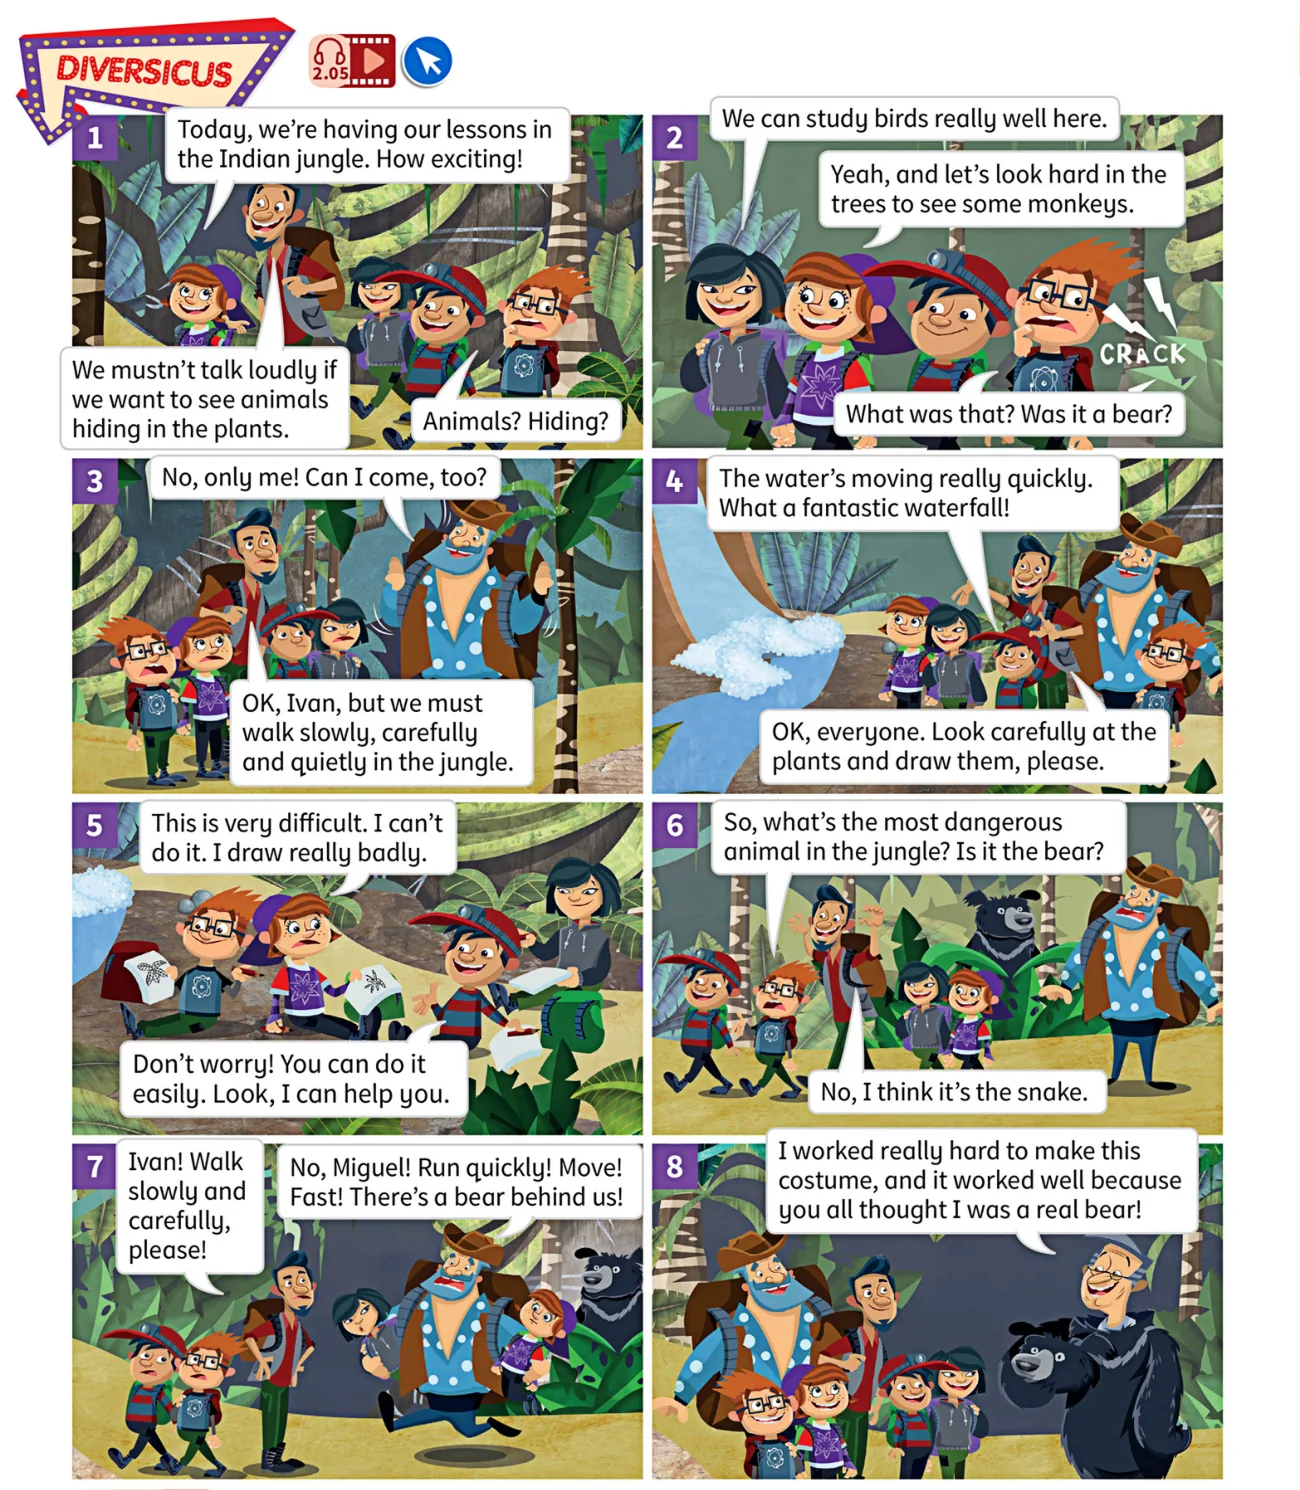 DIVERSICUS
2.05
1
Today, we're having our lessons in
the Indian jungle. How exciting!
We mustn't talk loudly if
we want to see animals
hiding in the plants.
Animals? Hiding?
2
We can study birds really well here.
Yeah, and let's look hard in the
trees to see some monkeys.
CRACK
What was that? Was it a bear?
3
No, only me! Can I come, too?
OK, Ivan, but we must
walk slowly, carefully
and quietly in the jungle.
4
The water's moving really quickly.
What a fantastic waterfall!
OK, everyone. Look carefully at the
plants and draw them, please.
5
This is very difficult. I can't
do it. I draw really badly.
Don't worry! You can do it
easily. Look, I can help you.
6
So, what's the most dangerous
animal in the jungle? Is it the bear?
No, I think it's the snake.
7
Ivan! Walk
slowly and
carefully,
please!
No, Miguel! Run quickly! Move!
Fast! There's a bear behind us!
8
I worked really hard to make this
costume, and it worked well because
you all thought I was a real bear!